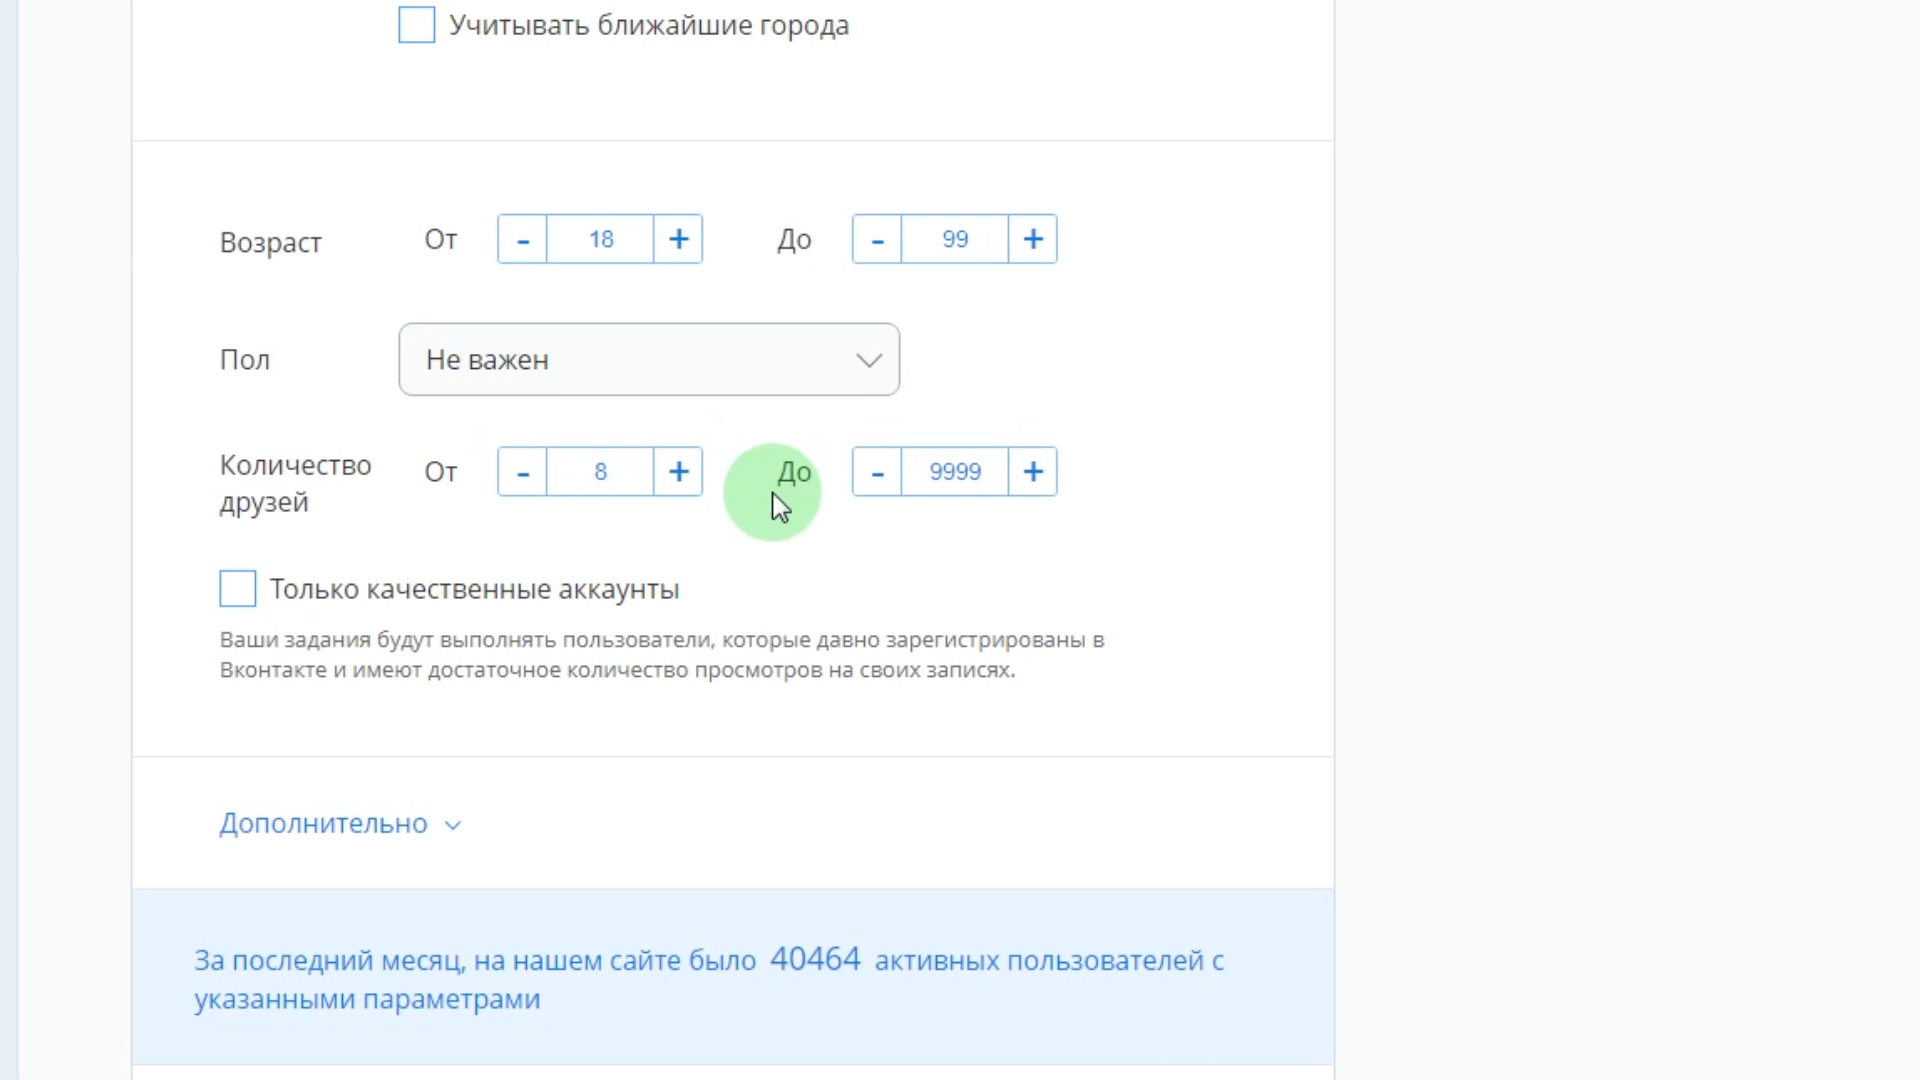 Учитывать ближайшие города
Возраст От - 18 + До - 99 +
Пол Не важен
Количество друзей От - 8 + До - 9999 +
Только качественные аккаунты
Ваши задания будут выполнять пользователи, которые давно зарегистрированы в
Вконтакте и имеют достаточное количество просмотров на своих записях.
Дополнительно
За последний месяц, на нашем сайте было 40464 активных пользователей с
указанными параметрами